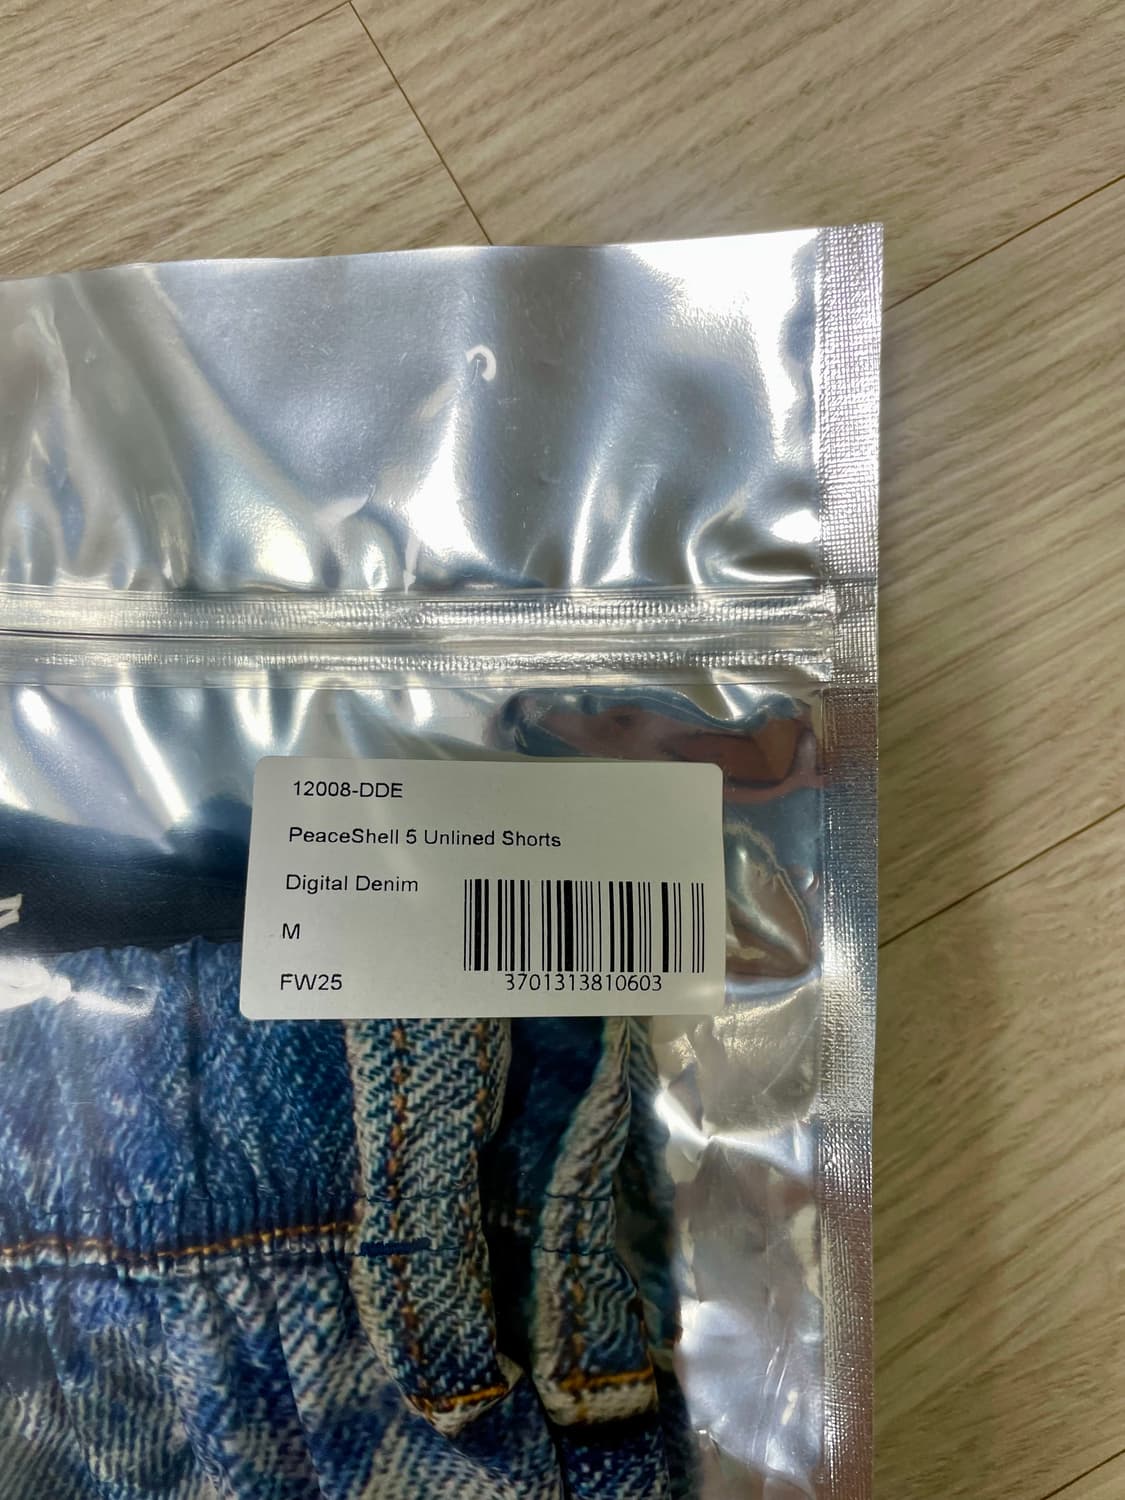 12008-DDE
PeaceShell 5 Unlined Shorts
Digital Denim
M
FW25
3701313810603